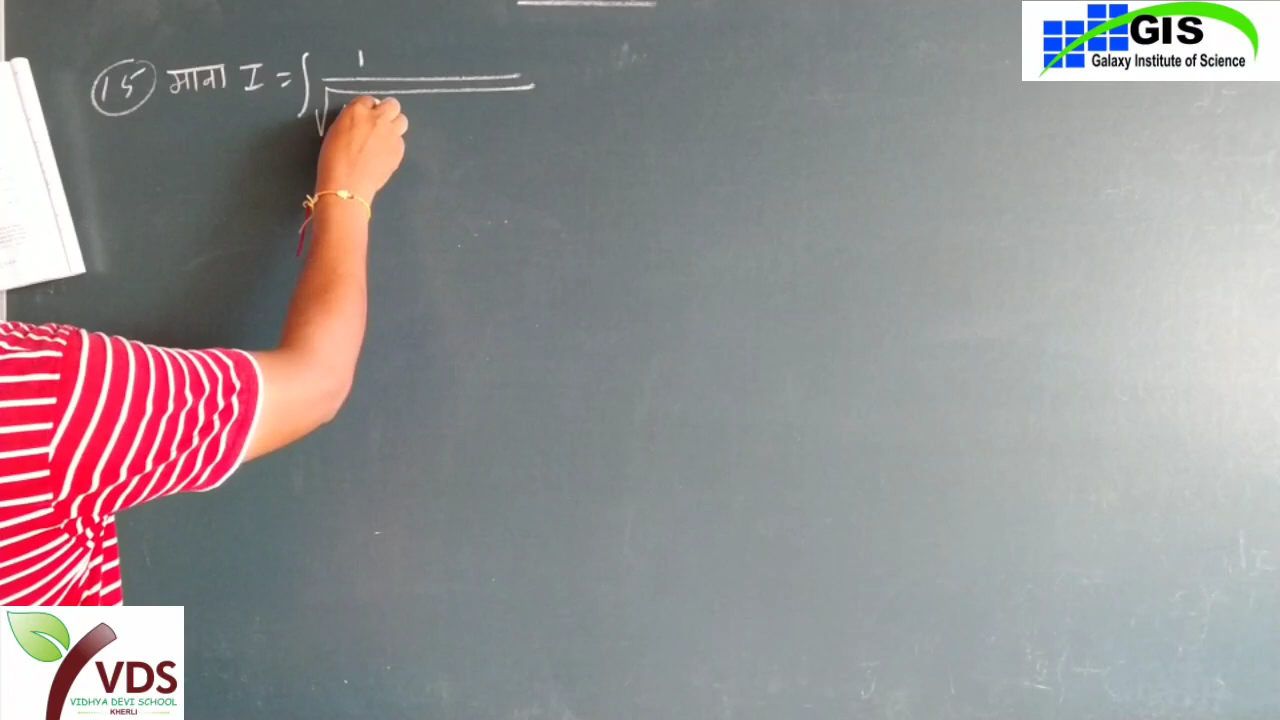 15 माना I = ∫ 1 / √
GIS
Galaxy Institute of Science
VDS
VIDHYA DEVI SCHOOL
KHERLI